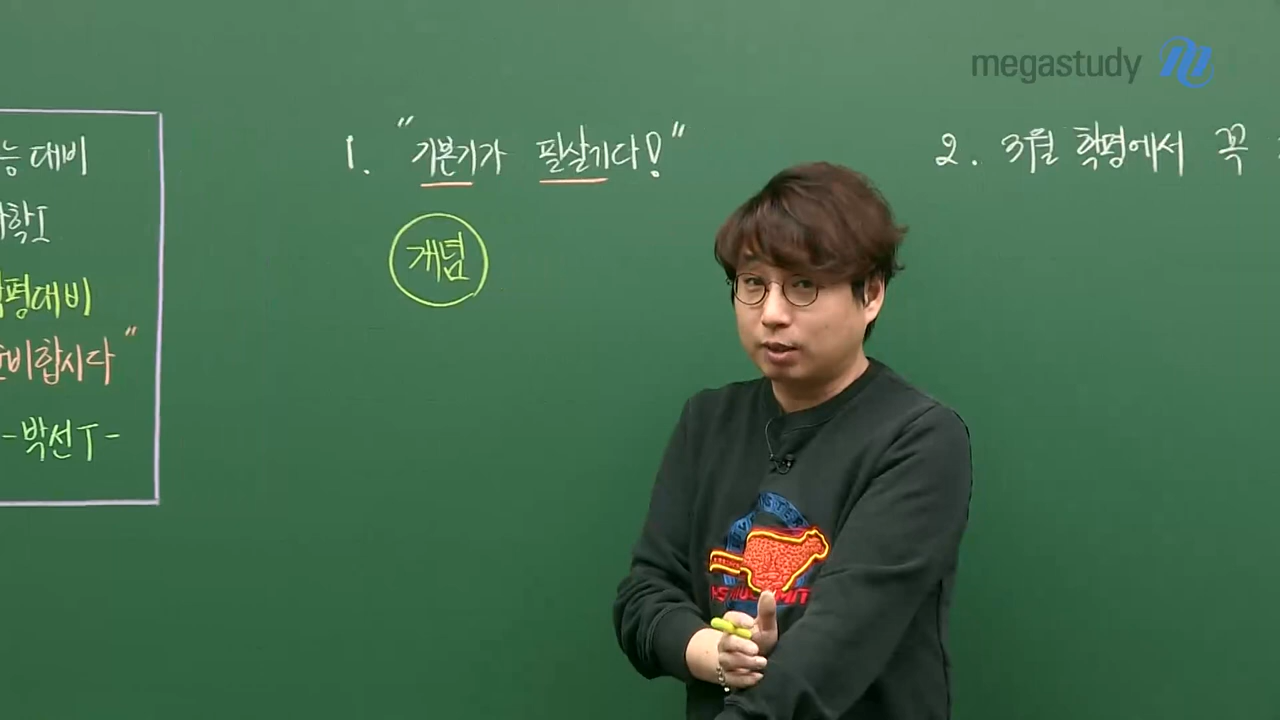 megastudy
능 대비
학I
평대비
비합시다"
-박선T-
1. "기본기가 필살기다!"
개념
2. 3월 학평에서 꼭